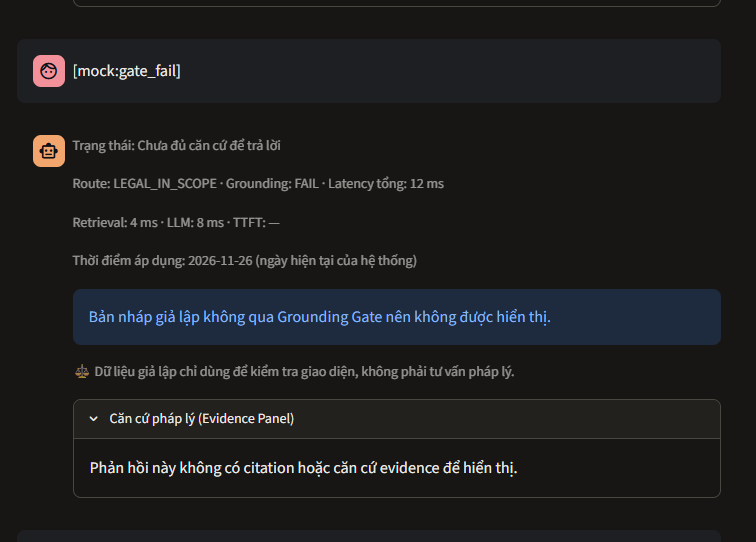 [mock:gate_fail]
Trạng thái: Chưa đủ căn cứ để trả lời
Route: LEGAL_IN_SCOPE · Grounding: FAIL · Latency tổng: 12 ms
Retrieval: 4 ms · LLM: 8 ms · TTFT: —
Thời điểm áp dụng: 2026-11-26 (ngày hiện tại của hệ thống)
Bản nháp giả lập không qua Grounding Gate nên không được hiển thị.
⚖️ Dữ liệu giả lập chỉ dùng để kiểm tra giao diện, không phải tư vấn pháp lý.
Căn cứ pháp lý (Evidence Panel)
Phản hồi này không có citation hoặc căn cứ evidence để hiển thị.